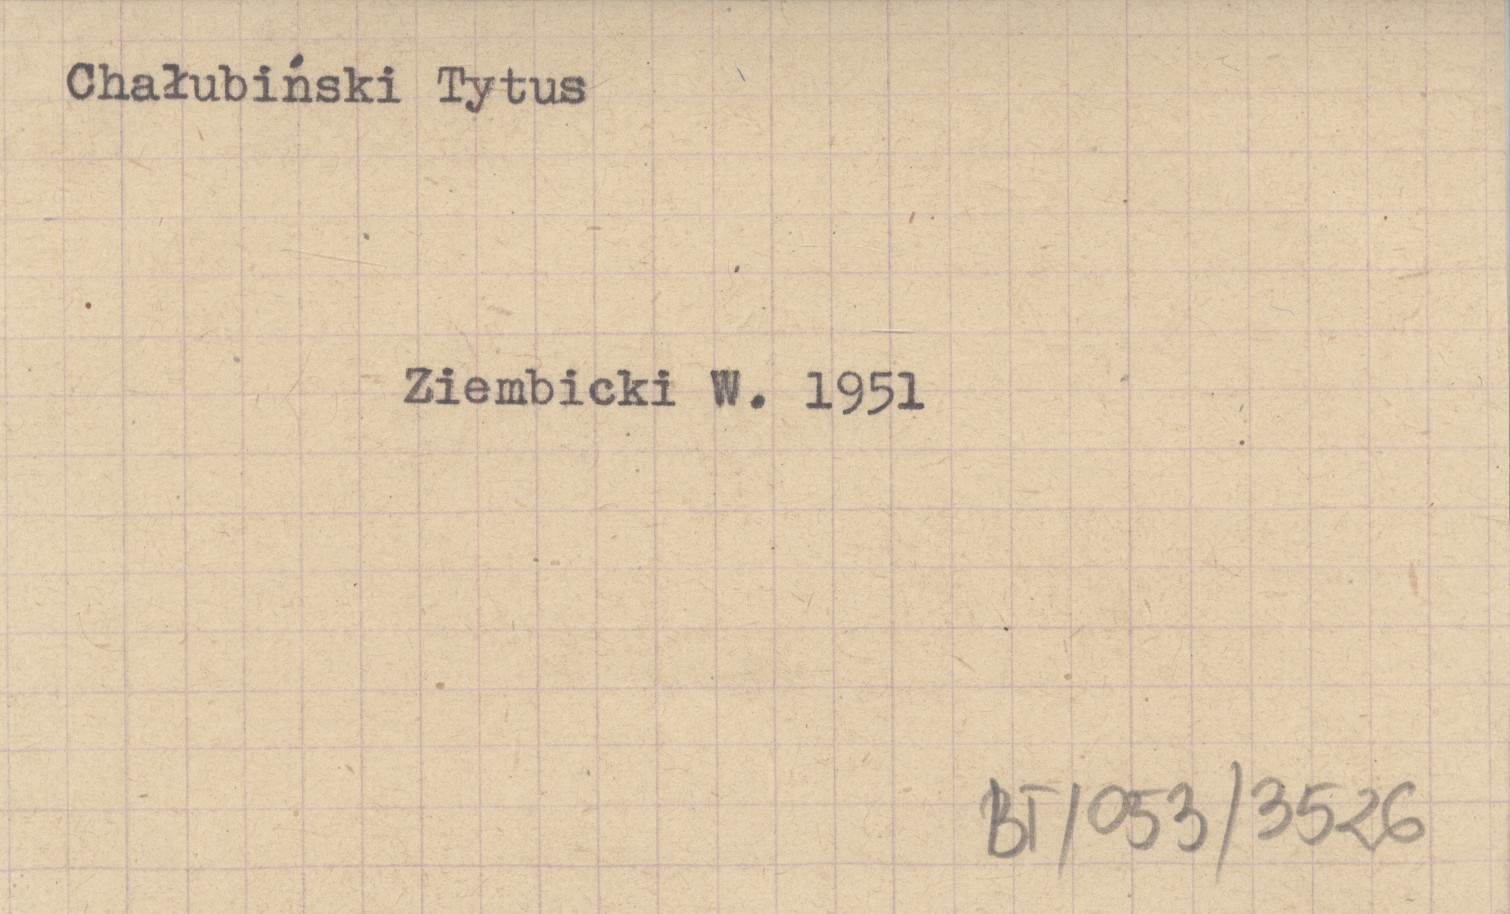 Chałubiński Tytus
Ziembicki W. 1951
BT/053/3526